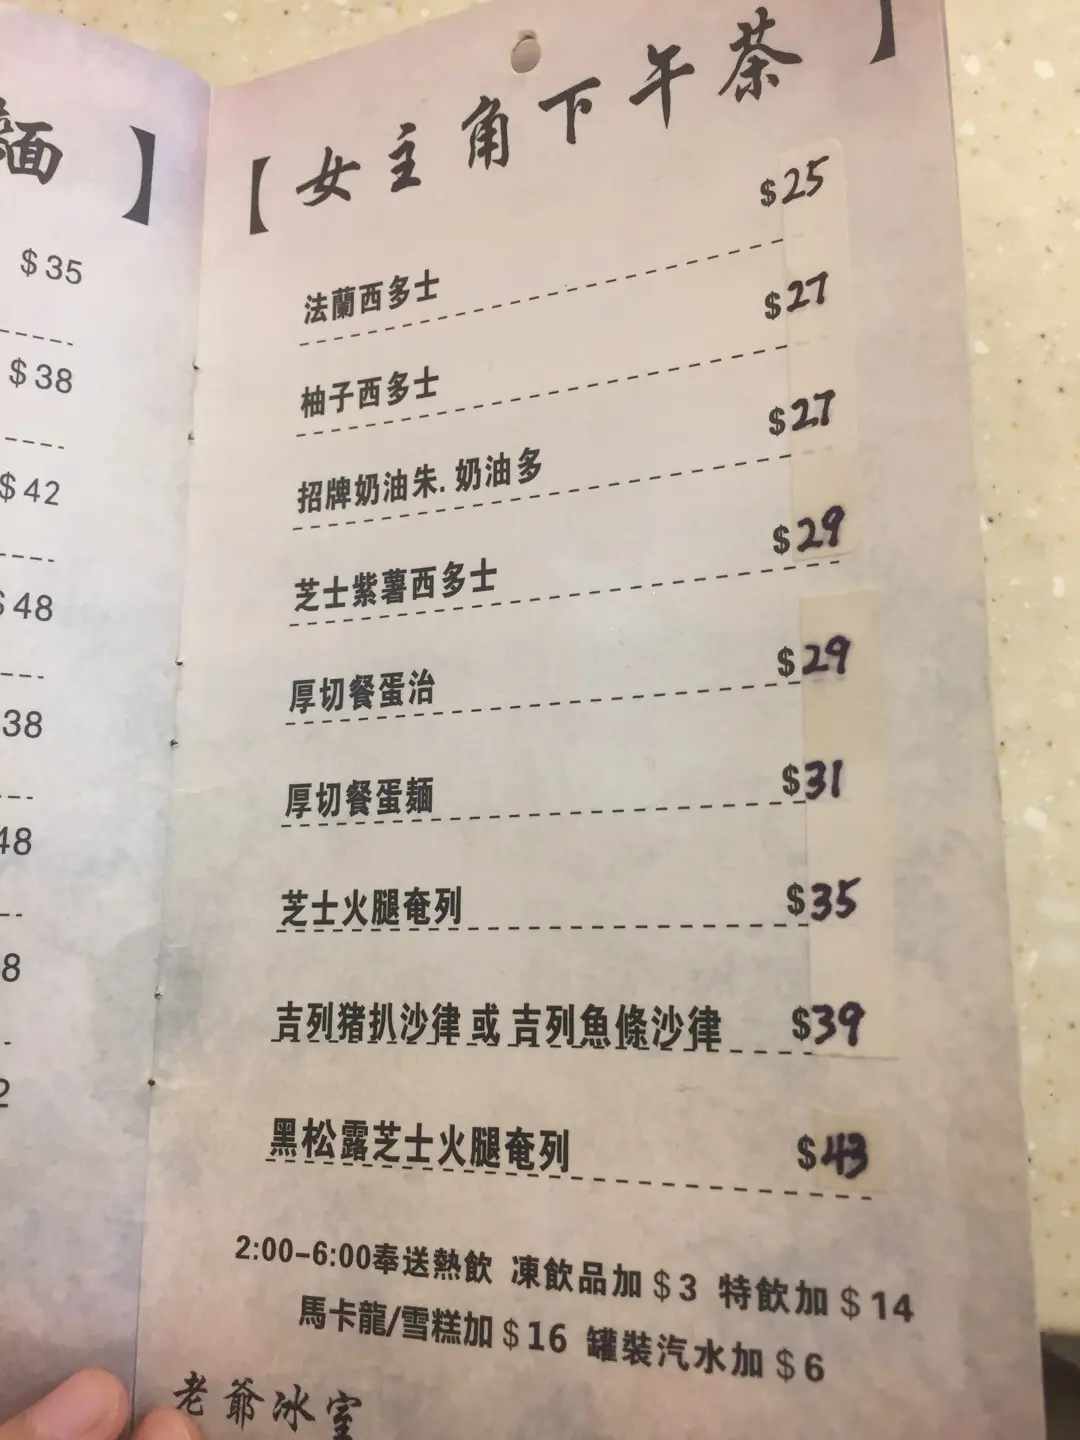 麵】
$35
$38
$42
$48
38
48
8
2
【女主角下午茶】
法蘭西多士 $25
柚子西多士 $27
招牌奶油朱.奶油多 $27
芝士紫薯西多士 $29
厚切餐蛋治 $29
厚切餐蛋麵 $31
芝士火腿奄列 $35
吉列豬扒沙律 或 吉列魚條沙律 $39
黑松露芝士火腿奄列 $43
2:00-6:00奉送熱飲 凍飲品加$3 特飲加$14
馬卡龍/雪糕加$16 罐裝汽水加$6
老爺冰室